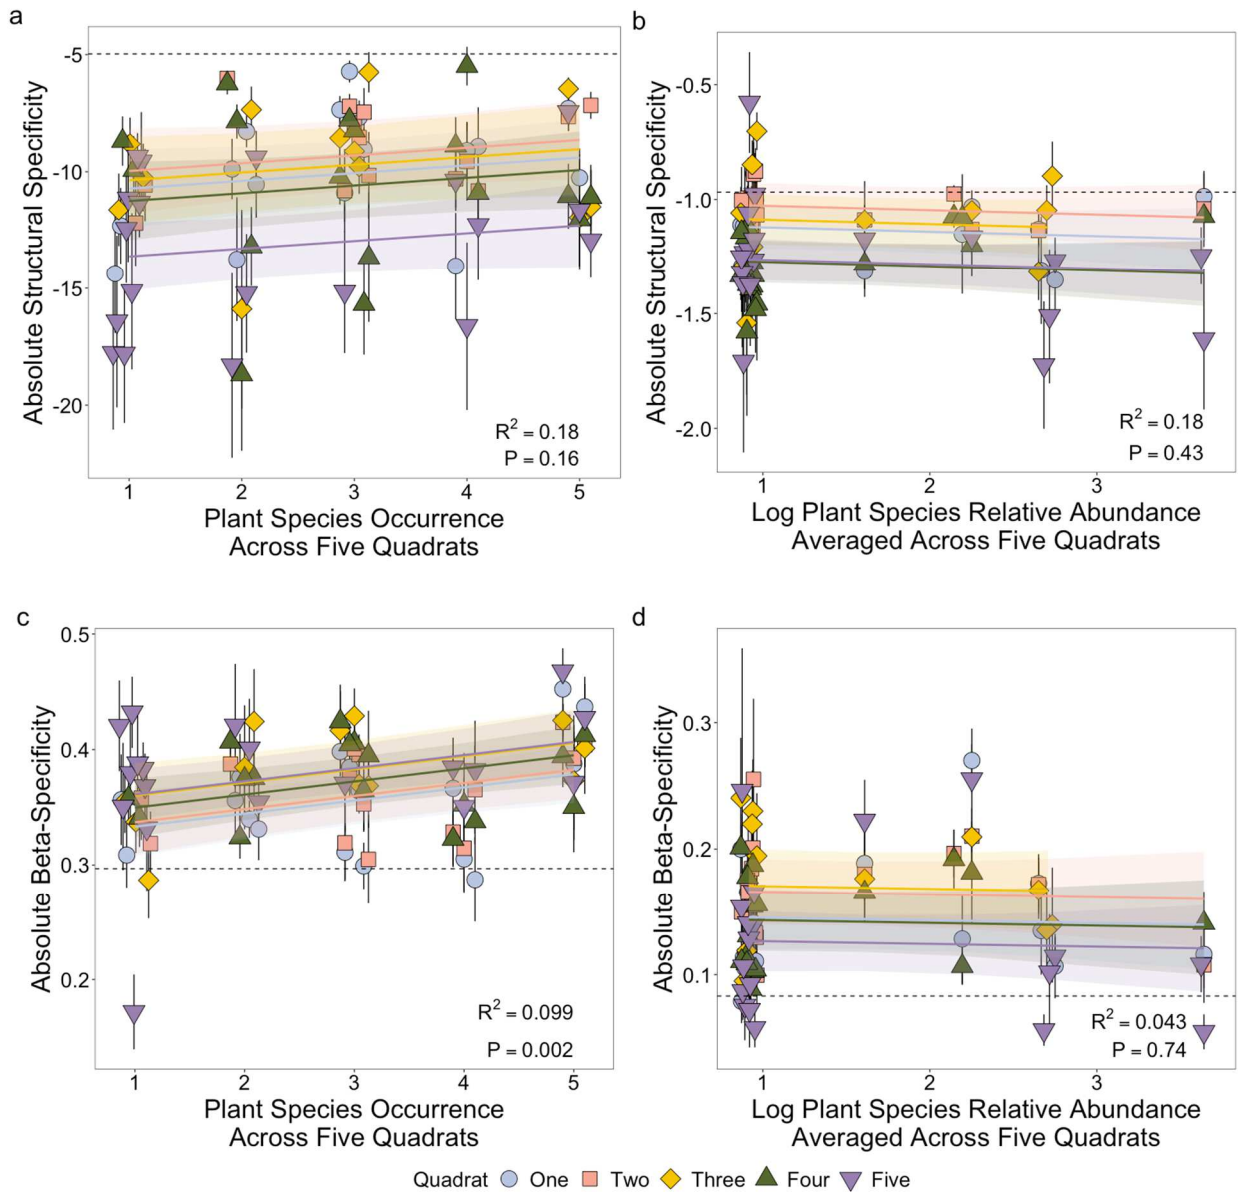 a
Absolute Structural Specificity
-5
-10
-15
-20
R² = 0.18
P = 0.16
1 2 3 4 5
Plant Species Occurrence
Across Five Quadrats
b
Absolute Structural Specificity
-0.5
-1.0
-1.5
-2.0
R² = 0.18
P = 0.43
1 2 3
Log Plant Species Relative Abundance
Averaged Across Five Quadrats
c
Absolute Beta-Specificity
0.5
0.4
0.3
0.2
R² = 0.099
P = 0.002
1 2 3 4 5
Plant Species Occurrence
Across Five Quadrats
d
Absolute Beta-Specificity
0.3
0.2
0.1
R² = 0.043
P = 0.74
1 2 3
Log Plant Species Relative Abundance
Averaged Across Five Quadrats
Quadrat One Two Three Four Five